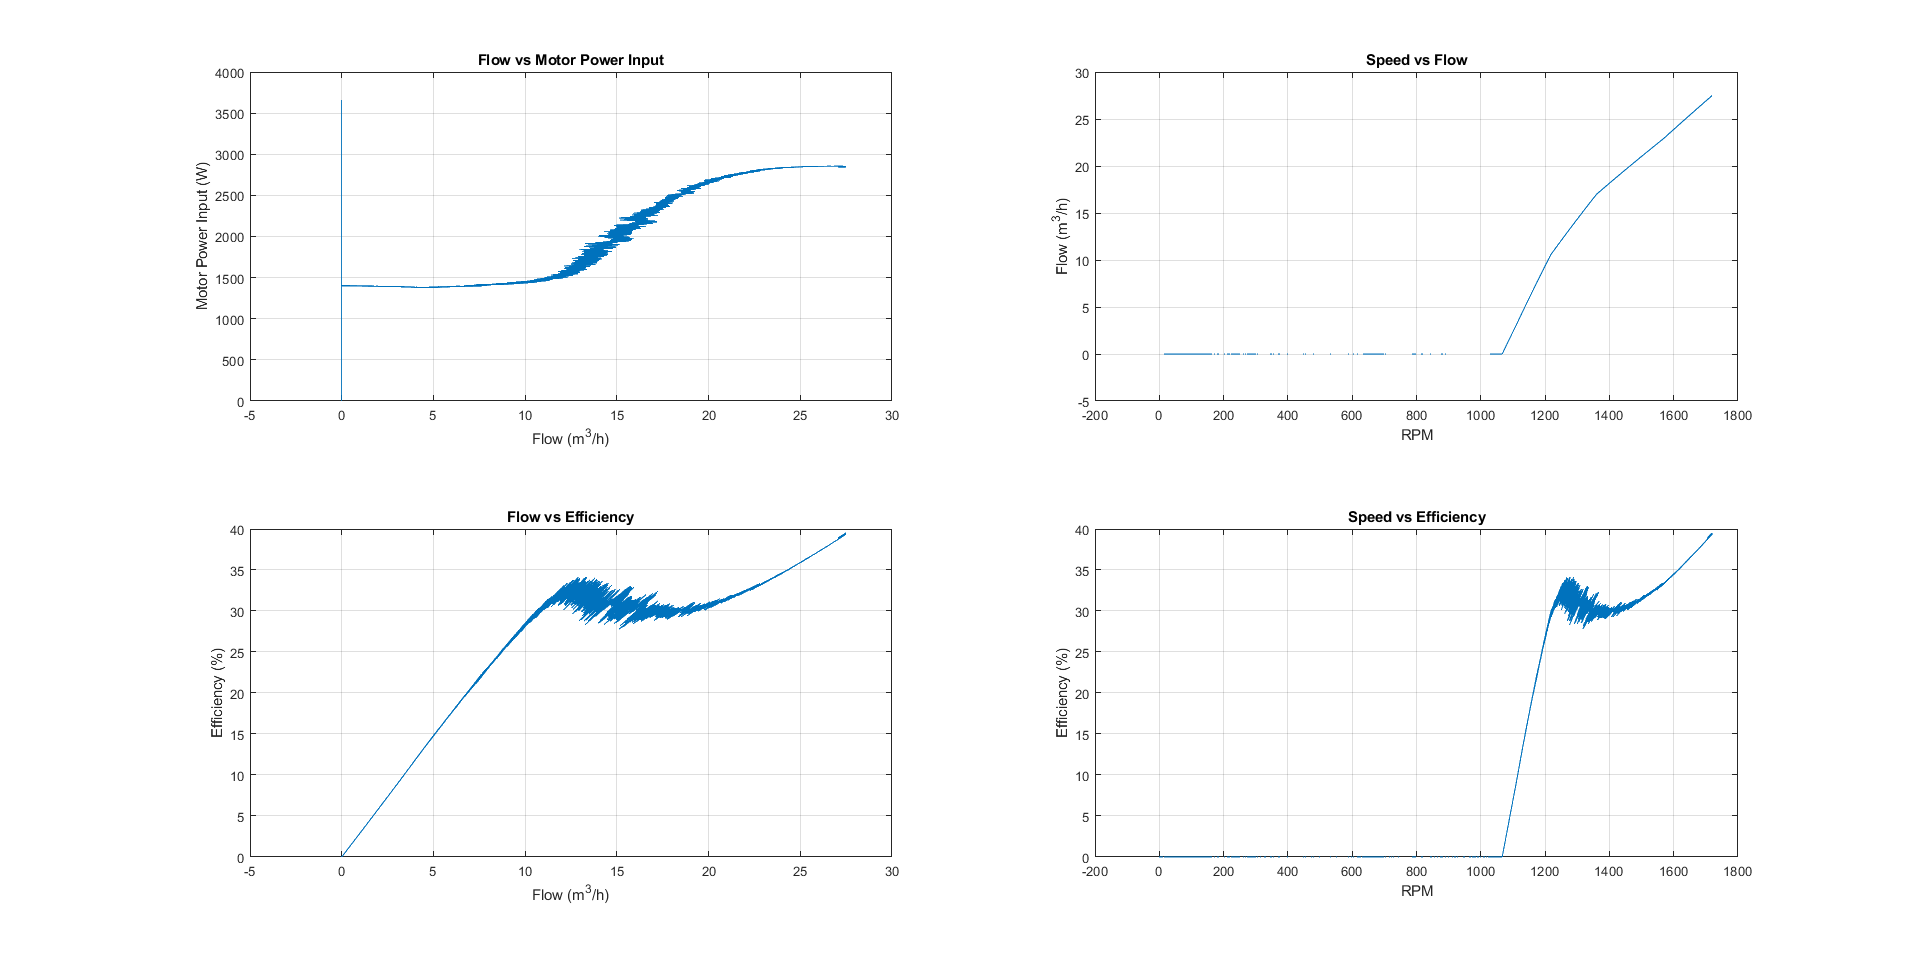 Flow vs Motor Power Input
4000
3500
3000
2500
2000
1500
1000
500
0
Motor Power Input (W)
-5 0 5 10 15 20 25 30
Flow (m³/h)
Speed vs Flow
30
25
20
15
10
5
0
-5
Flow (m³/h)
-200 0 200 400 600 800 1000 1200 1400 1600 1800
RPM
Flow vs Efficiency
40
35
30
25
20
15
10
5
0
Efficiency (%)
-5 0 5 10 15 20 25 30
Flow (m³/h)
Speed vs Efficiency
40
35
30
25
20
15
10
5
0
Efficiency (%)
-200 0 200 400 600 800 1000 1200 1400 1600 1800
RPM